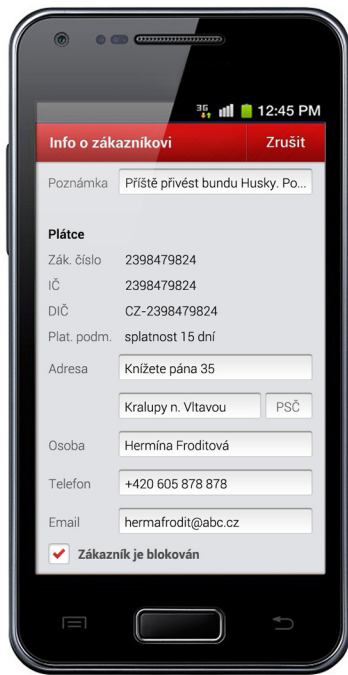 3G 12:45 PM
Info o zákazníkovi Zrušit
Poznámka Příště přivést bundu Husky. Po...
Plátce
Zák. číslo 2398479824
IČ 2398479824
DIČ CZ-2398479824
Plat. podm. splatnost 15 dní
Adresa Knížete pána 35
Kralupy n. Vltavou PSČ
Osoba Hermína Froditová
Telefon +420 605 878 878
Email hermafrodit@abc.cz
Zákazník je blokován